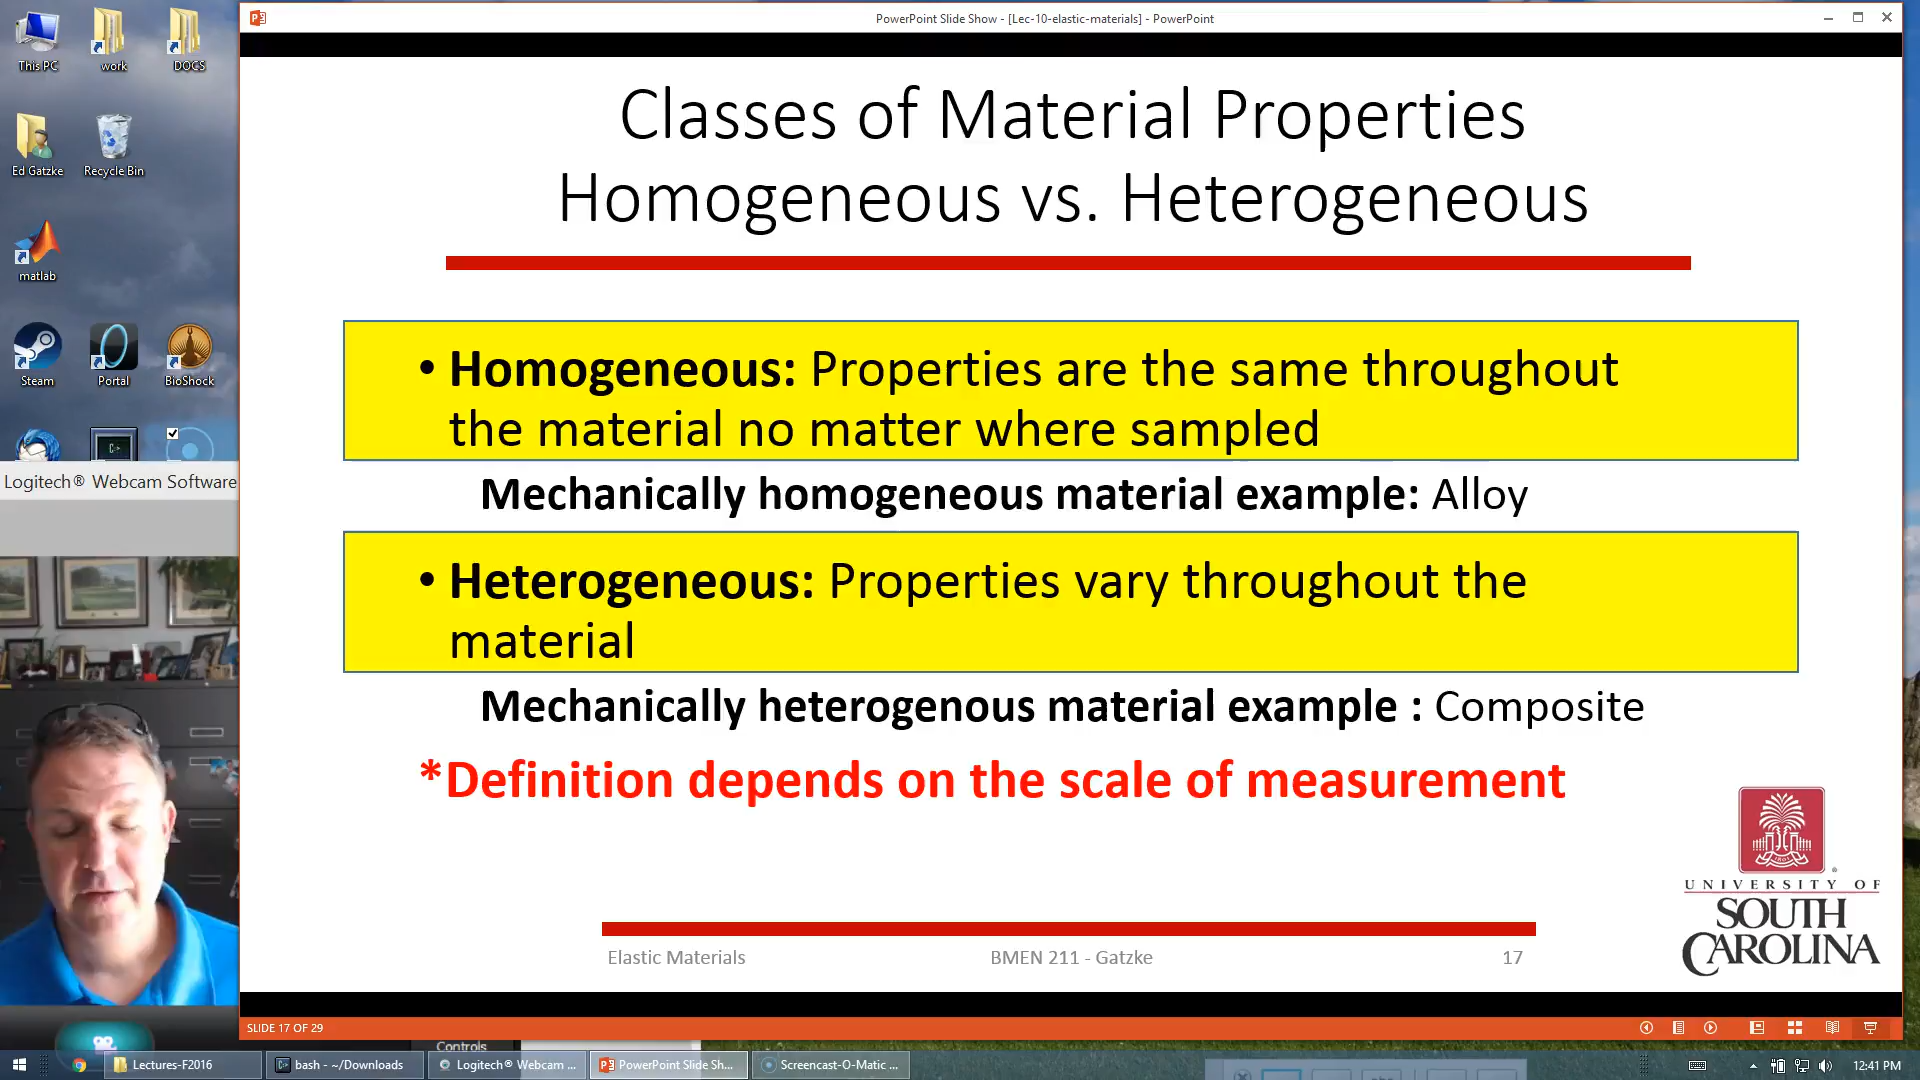 PowerPoint Slide Show - [Lec-10-elastic-materials] - PowerPoint
This PC
work
DOCS
Ed Gatzke
Recycle Bin
matlab
Steam
Portal
BioShock
Logitech® Webcam Software
Classes of Material Properties
Homogeneous vs. Heterogeneous
• Homogeneous: Properties are the same throughout
the material no matter where sampled
Mechanically homogeneous material example: Alloy
• Heterogeneous: Properties vary throughout the
material
Mechanically heterogenous material example : Composite
*Definition depends on the scale of measurement
UNIVERSITY OF
SOUTH
CAROLINA
Elastic Materials
BMEN 211 - Gatzke
17
SLIDE 17 OF 29
Controls
Lectures-F2016
bash - ~/Downloads
Logitech® Webcam ...
PowerPoint Slide Sh...
Screencast-O-Matic ...
12:41 PM